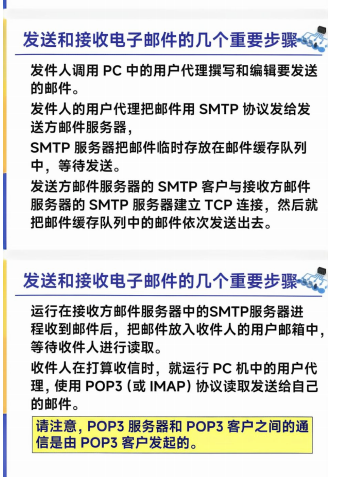 发送和接收电子邮件的几个重要步骤
发件人调用 PC 中的用户代理撰写和编辑要发送
的邮件。
发件人的用户代理把邮件用 SMTP 协议发给发
送方邮件服务器，
SMTP 服务器把邮件临时存放在邮件缓存队列
中，等待发送。
发送方邮件服务器的 SMTP 客户与接收方邮件
服务器的 SMTP 服务器建立 TCP 连接，然后就
把邮件缓存队列中的邮件依次发送出去。
发送和接收电子邮件的几个重要步骤
运行在接收方邮件服务器中的SMTP服务器进
程收到邮件后，把邮件放入收件人的用户邮箱中，
等待收件人进行读取。
收件人在打算收信时，就运行 PC 机中的用户代
理，使用 POP3 (或 IMAP) 协议读取发送给自己
的邮件。
请注意，POP3 服务器和 POP3 客户之间的通
信是由 POP3 客户发起的。